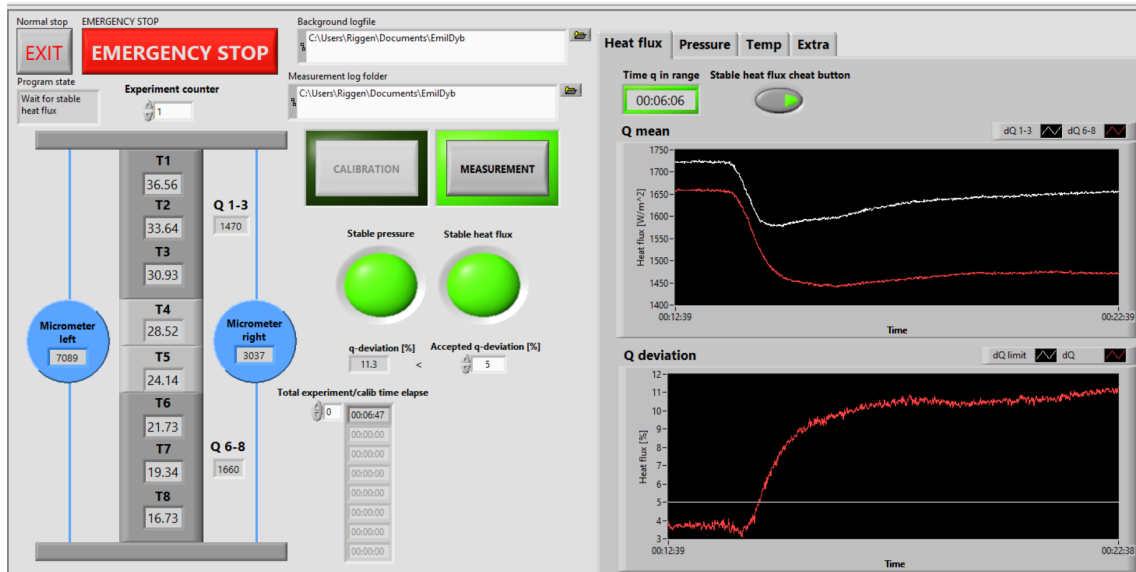 Normal stop
EMERGENCY STOP
EXIT
EMERGENCY STOP
Program state
Wait for stable
heat flux
Experiment counter
1
Background logfile
C:\Users\Riggen\Documents\EmilDyb
Measurement log folder
C:\Users\Riggen\Documents\EmilDyb
CALIBRATION
MEASUREMENT
T1
36.56
T2
33.64
T3
30.93
T4
28.52
T5
24.14
T6
21.73
T7
19.34
T8
16.73
Q 1-3
1470
Q 6-8
1660
Micrometer
left
7089
Micrometer
right
3037
Stable pressure
Stable heat flux
q-deviation [%]
11.3
<
Accepted q-deviation [%]
5
Total experiment/calib time elapse
0
00:06:47
00:00:00
00:00:00
00:00:00
00:00:00
00:00:00
00:00:00
00:00:00
Heat flux
Pressure
Temp
Extra
Time q in range
00:06:06
Stable heat flux cheat button
Q mean
dQ 1-3
dQ 6-8
Heat flux [W/m^2]
1750
1700
1650
1600
1550
1500
1450
1400
00:12:39
00:22:39
Time
Q deviation
dQ limit
dQ
Heat flux [%]
12
11
10
9
8
7
6
5
4
3
00:12:39
00:22:38
Time